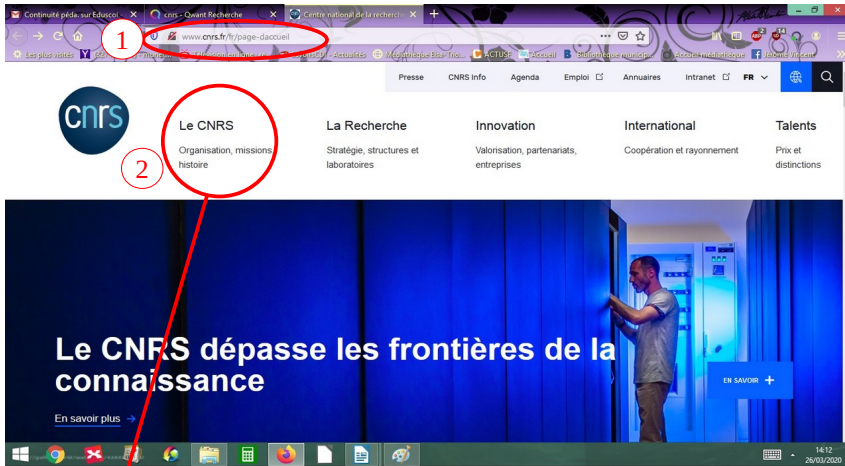 Continuité péda. sur Eduscol
cnrs - Qwant Recherche
Centre national de la recherch
1
www.cnrs.fr/fr/page-daccueil
Les plus visités
Accueil
Presse CNRS Info Agenda Emploi Annuaires Intranet FR
cnrs
Le CNRS La Recherche Innovation International Talents
Organisation, missions, Stratégie, structures et Valorisation, partenariats, Coopération et rayonnement Prix et
histoire laboratoires entreprises distinctions
2
Le CNRS dépasse les frontières de la
connaissance
EN SAVOIR +
En savoir plus →
14:12
26/03/2020